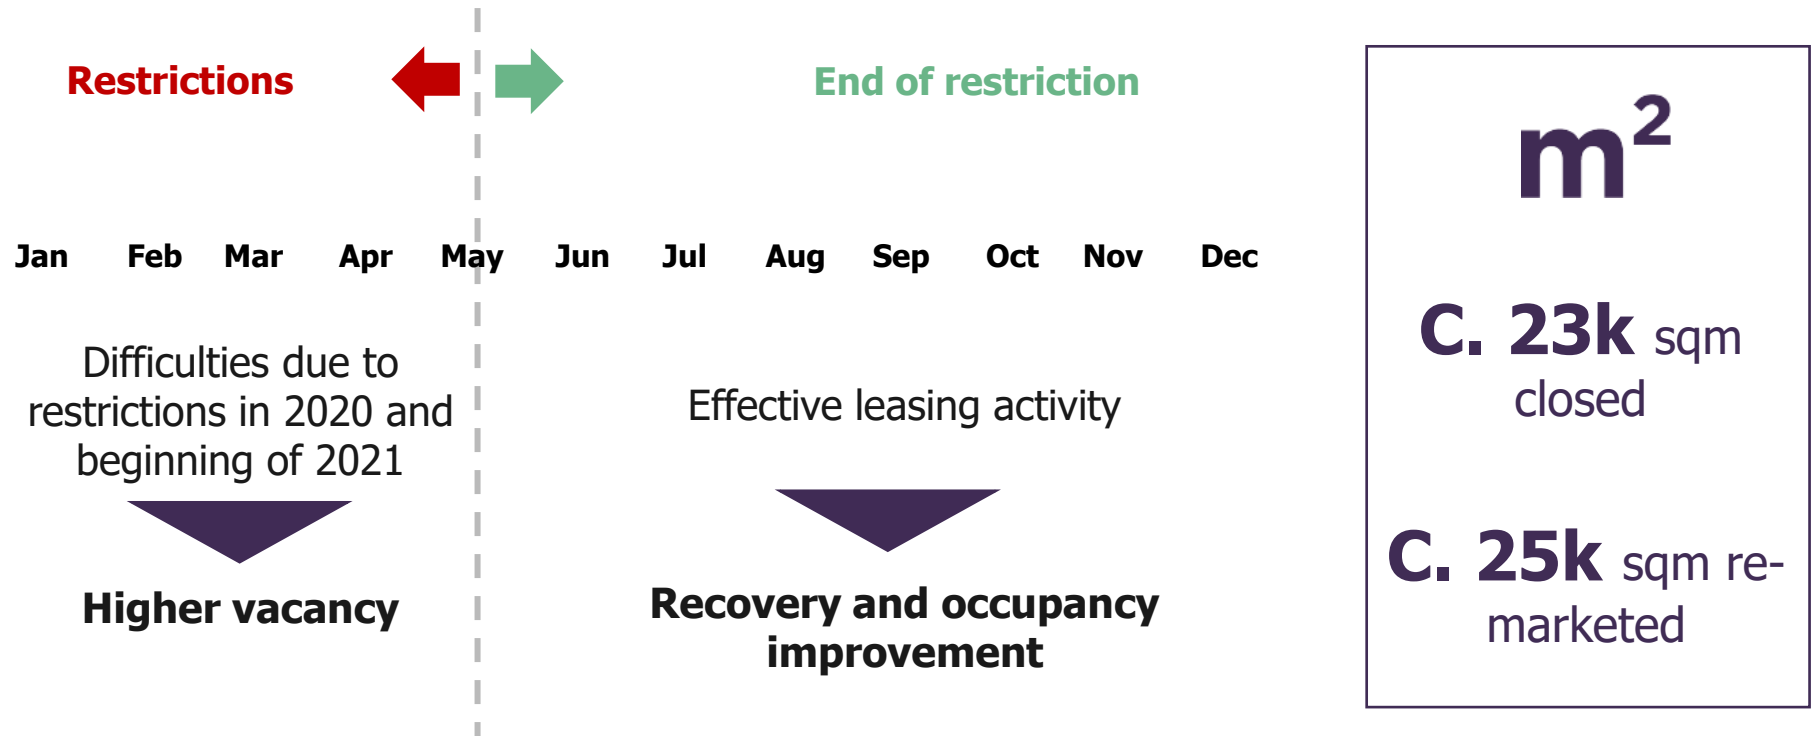 Restrictions
End of restriction
Jan Feb Mar Apr May Jun Jul Aug Sep Oct Nov Dec
Difficulties due to
restrictions in 2020 and
beginning of 2021
Higher vacancy
Effective leasing activity
Recovery and occupancy
improvement
m²
C. 23k sqm
closed
C. 25k sqm re-
marketed